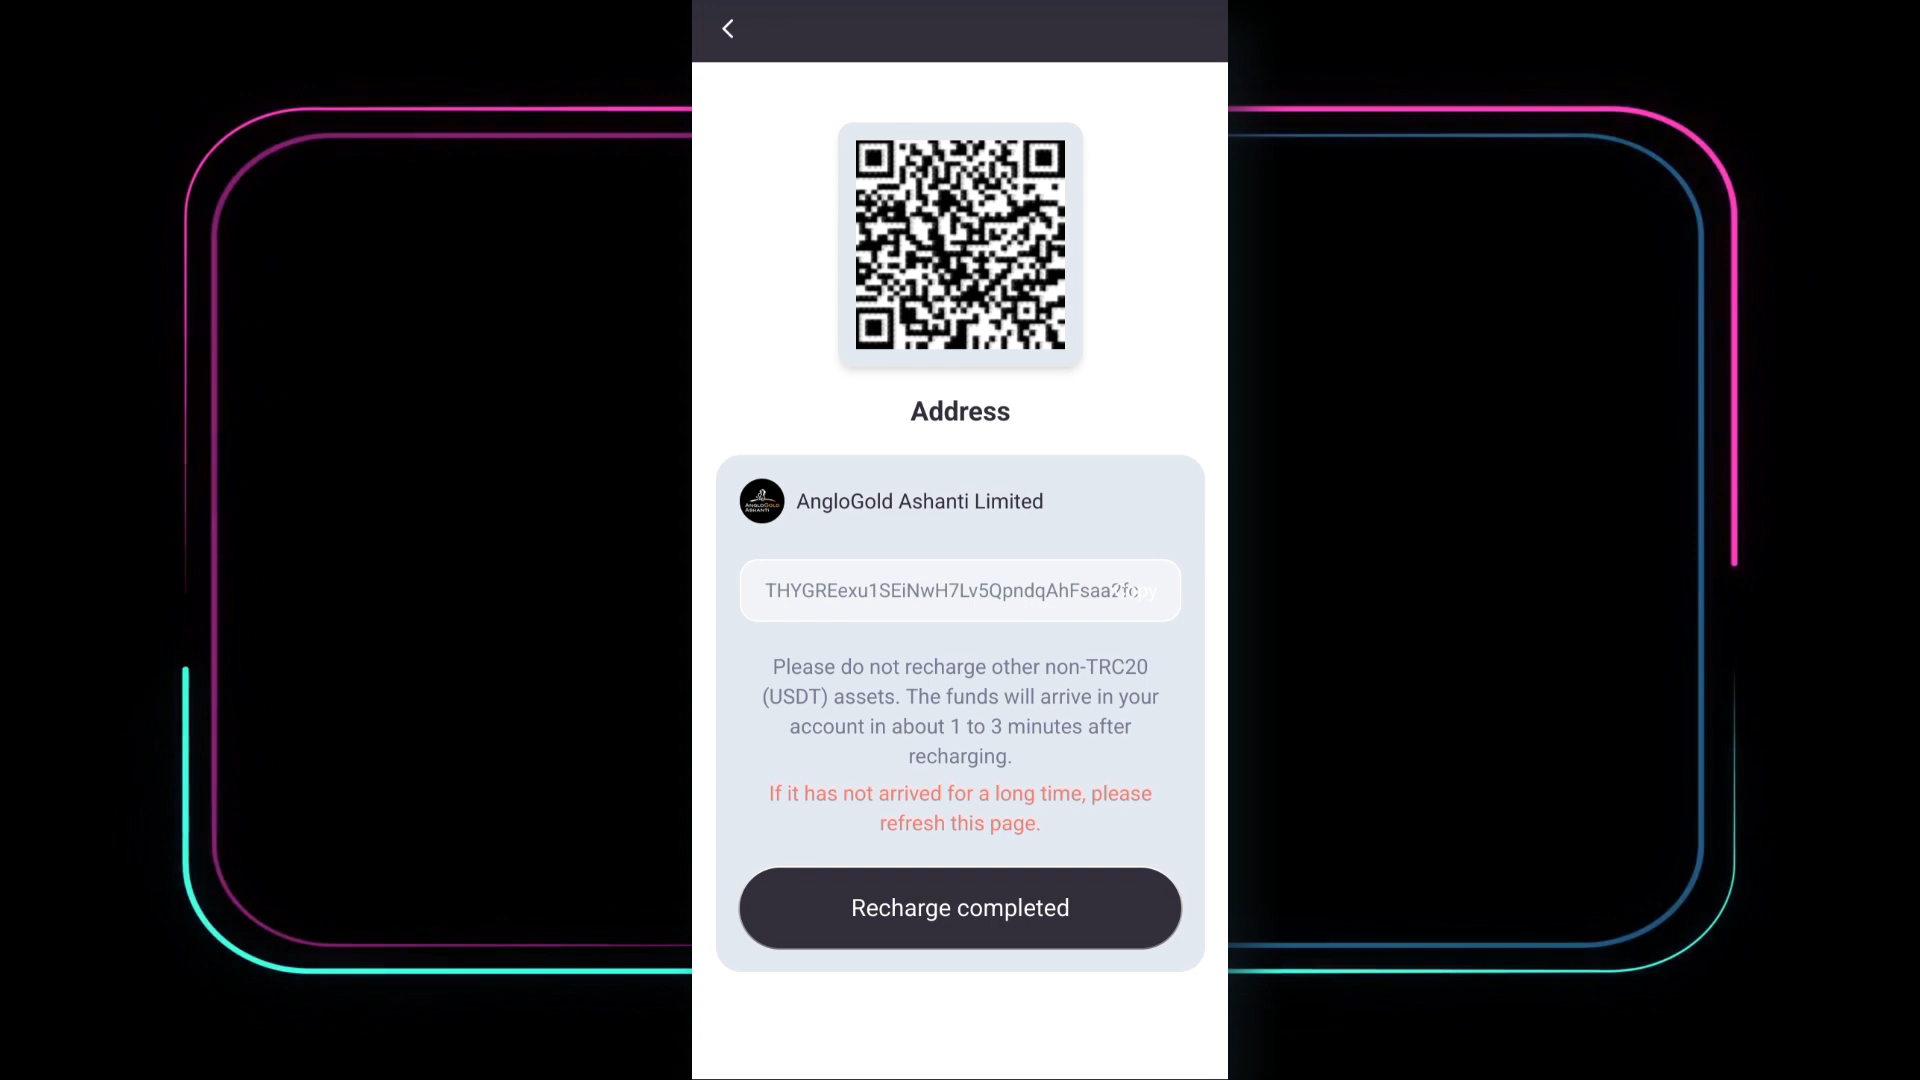 Address
ANGLOGOLD
ASHANTI
AngloGold Ashanti Limited
Please do not recharge other non-TRC20
(USDT) assets. The funds will arrive in your
account in about 1 to 3 minutes after
recharging.
If it has not arrived for a long time, please
refresh this page.
Recharge completed